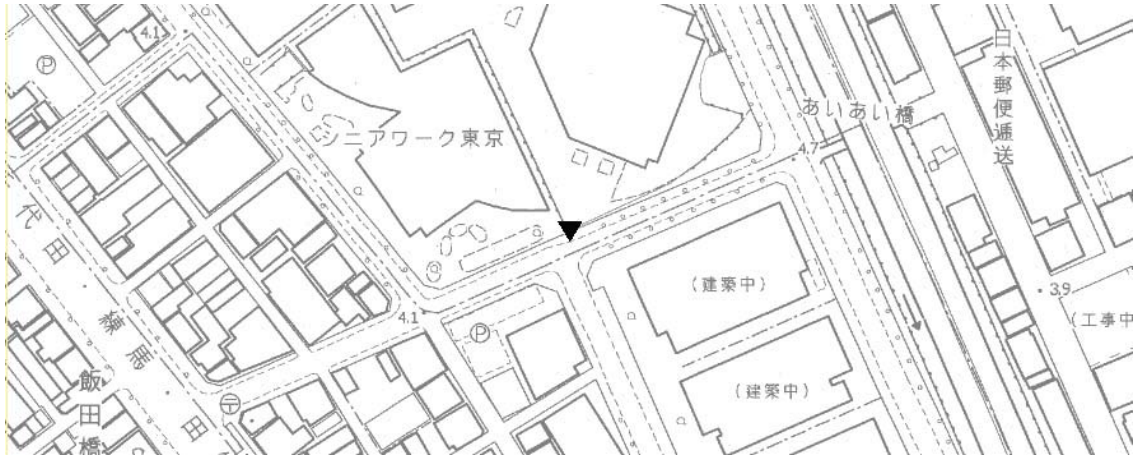 4.1
Ⓟ
シニアワーク東京
あいあい橋
4.7
日本郵便逓送
代田
練馬
田
飯田橋
4.1
Ⓟ
〒
(建築中)
(建築中)
3.9
(工事中